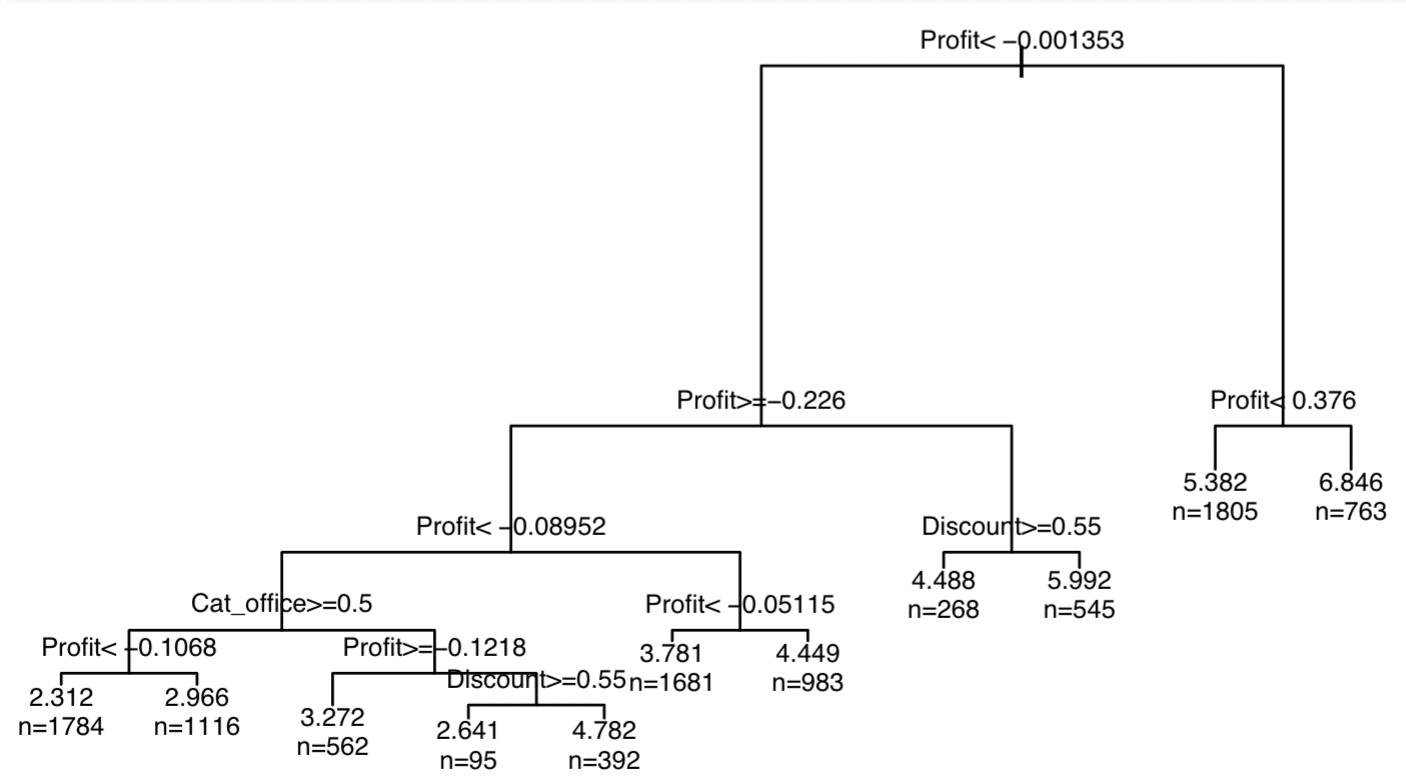 Profit< −0.001353
Profit>=−0.226
Profit< 0.376
5.382
n=1805
6.846
n=763
Profit< −0.08952
Discount>=0.55
4.488
n=268
5.992
n=545
Cat_office>=0.5
Profit< −0.05115
Profit< −0.1068
Profit>=−0.1218
3.781
n=1681
4.449
n=983
2.312
n=1784
2.966
n=1116
3.272
n=562
Discount>=0.55
2.641
n=95
4.782
n=392